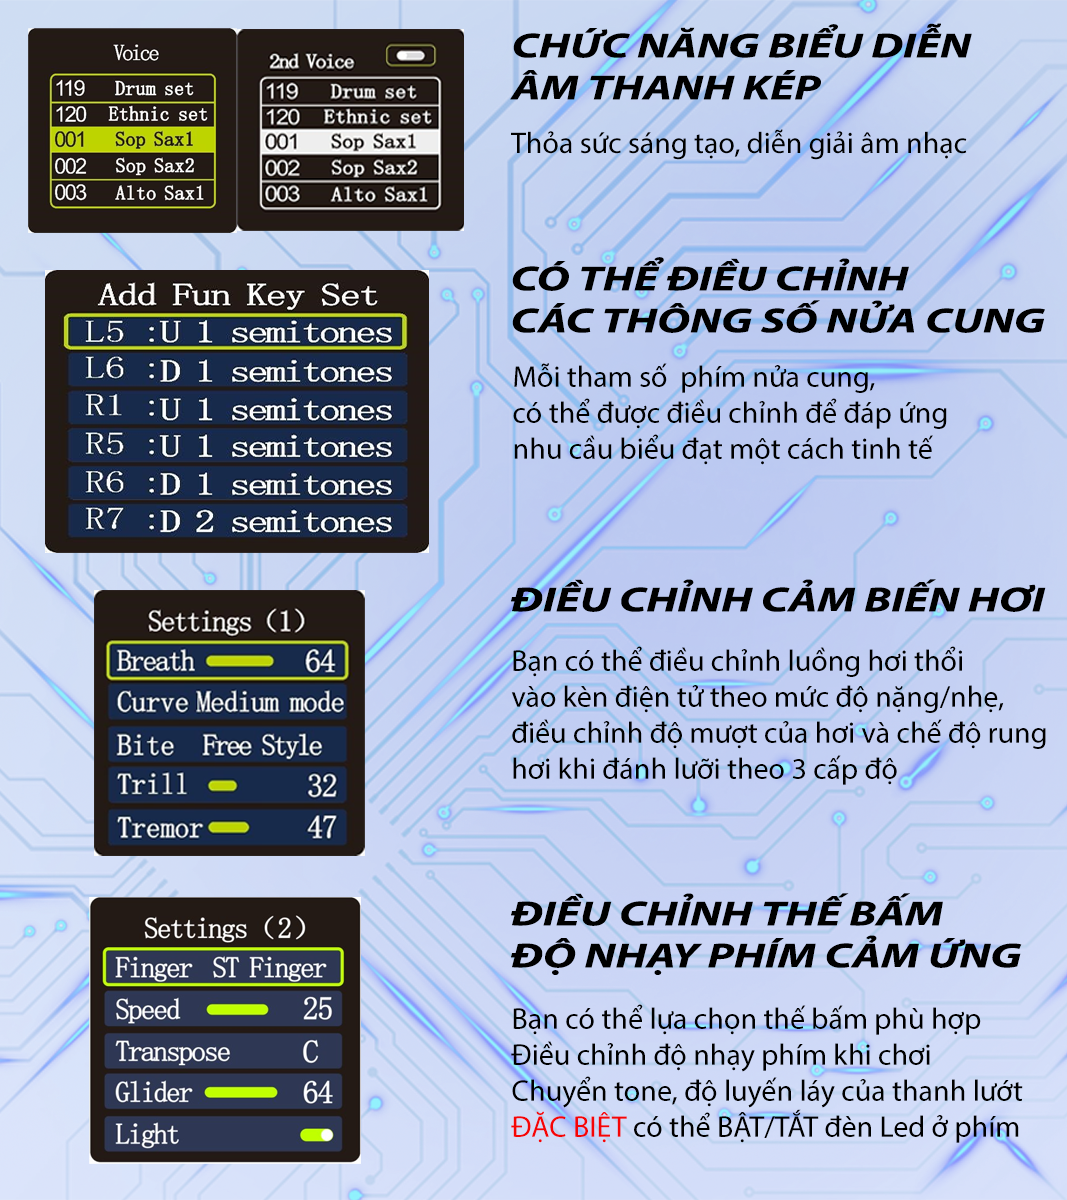 Voice
119 Drum set
120 Ethnic set
001 Sop Sax1
002 Sop Sax2
003 Alto Sax1
2nd Voice
119 Drum set
120 Ethnic set
001 Sop Sax1
002 Sop Sax2
003 Alto Sax1
CHỨC NĂNG BIỂU DIỄN
ÂM THANH KÉP
Thỏa sức sáng tạo, diễn giải âm nhạc
Add Fun Key Set
L5 :U 1 semitones
L6 :D 1 semitones
R1 :U 1 semitones
R5 :U 1 semitones
R6 :D 1 semitones
R7 :D 2 semitones
CÓ THỂ ĐIỀU CHỈNH
CÁC THÔNG SỐ NỬA CUNG
Mỗi tham số phím nửa cung,
có thể được điều chỉnh để đáp ứng
nhu cầu biểu đạt một cách tinh tế
Settings (1)
Breath 64
Curve Medium mode
Bite Free Style
Trill 32
Tremor 47
ĐIỀU CHỈNH CẢM BIẾN HƠI
Bạn có thể điều chỉnh luồng hơi thổi
vào kèn điện tử theo mức độ nặng/nhẹ,
điều chỉnh độ mượt của hơi và chế độ rung
hơi khi đánh lưỡi theo 3 cấp độ
Settings (2)
Finger ST Finger
Speed 25
Transpose C
Glider 64
Light
ĐIỀU CHỈNH THẾ BẤM
ĐỘ NHẠY PHÍM CẢM ỨNG
Bạn có thể lựa chọn thế bấm phù hợp
Điều chỉnh độ nhạy phím khi chơi
Chuyển tone, độ luyến láy của thanh lướt
ĐẶC BIỆT có thể BẬT/TẮT đèn Led ở phím